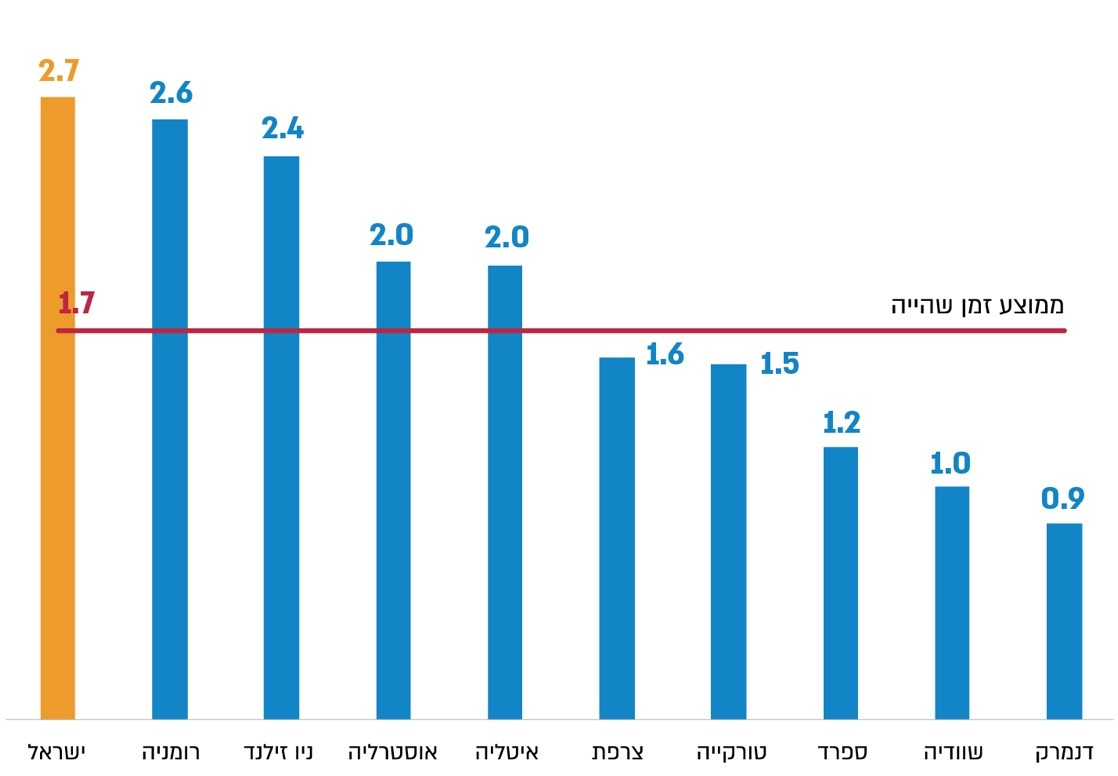 2.7
2.6
2.4
2.0
2.0
1.7
ממוצע זמן שהייה
1.6
1.5
1.2
1.0
0.9
ישראל
רומניה
ניו זילנד
אוסטרליה
איטליה
צרפת
טורקייה
ספרד
שוודיה
דנמרק